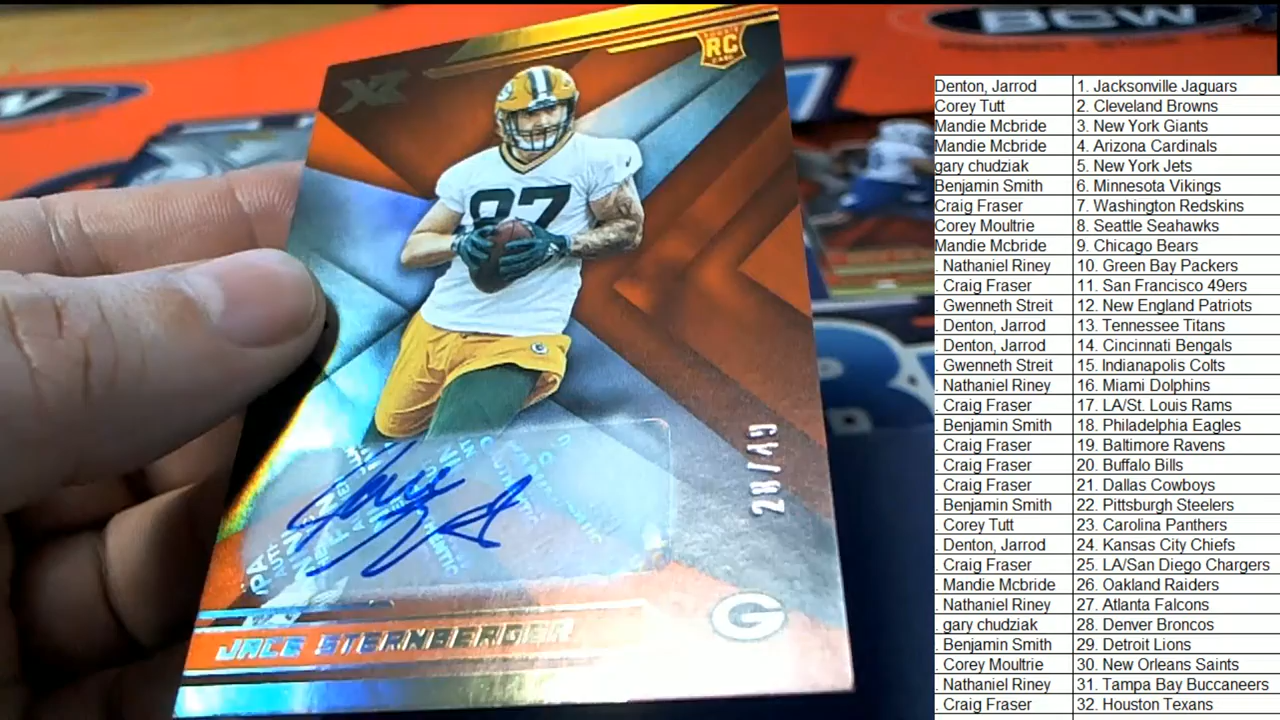 BCW
XR
ROOKIE
RC
CARD
87
28/49
JACE STERNBERGER
G
Denton, Jarrod 1. Jacksonville Jaguars
Corey Tutt 2. Cleveland Browns
Mandie Mcbride 3. New York Giants
Mandie Mcbride 4. Arizona Cardinals
gary chudziak 5. New York Jets
Benjamin Smith 6. Minnesota Vikings
Craig Fraser 7. Washington Redskins
Corey Moultrie 8. Seattle Seahawks
Mandie Mcbride 9. Chicago Bears
. Nathaniel Riney 10. Green Bay Packers
. Craig Fraser 11. San Francisco 49ers
. Gwenneth Streit 12. New England Patriots
. Denton, Jarrod 13. Tennessee Titans
. Denton, Jarrod 14. Cincinnati Bengals
. Gwenneth Streit 15. Indianapolis Colts
. Nathaniel Riney 16. Miami Dolphins
. Craig Fraser 17. LA/St. Louis Rams
. Benjamin Smith 18. Philadelphia Eagles
. Craig Fraser 19. Baltimore Ravens
. Craig Fraser 20. Buffalo Bills
. Craig Fraser 21. Dallas Cowboys
. Benjamin Smith 22. Pittsburgh Steelers
. Corey Tutt 23. Carolina Panthers
. Denton, Jarrod 24. Kansas City Chiefs
. Craig Fraser 25. LA/San Diego Chargers
. Mandie Mcbride 26. Oakland Raiders
. Nathaniel Riney 27. Atlanta Falcons
. gary chudziak 28. Denver Broncos
. Benjamin Smith 29. Detroit Lions
. Corey Moultrie 30. New Orleans Saints
. Nathaniel Riney 31. Tampa Bay Buccaneers
. Craig Fraser 32. Houston Texans